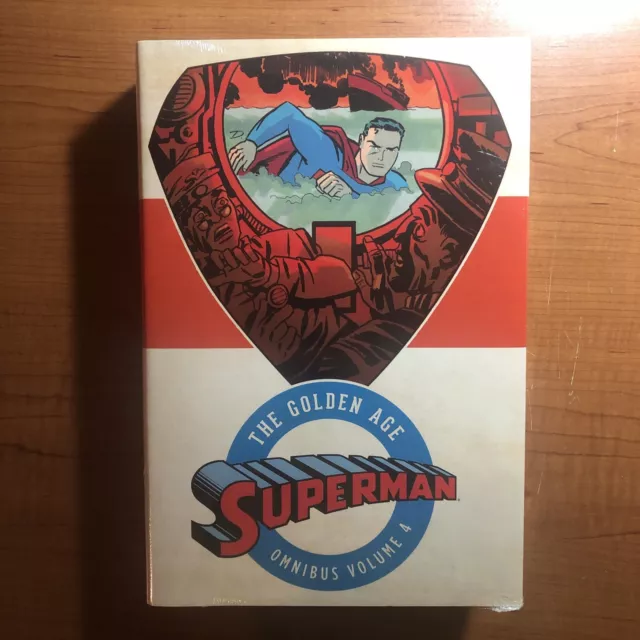 THE GOLDEN AGE
SUPERMAN
OMNIBUS VOLUME 4